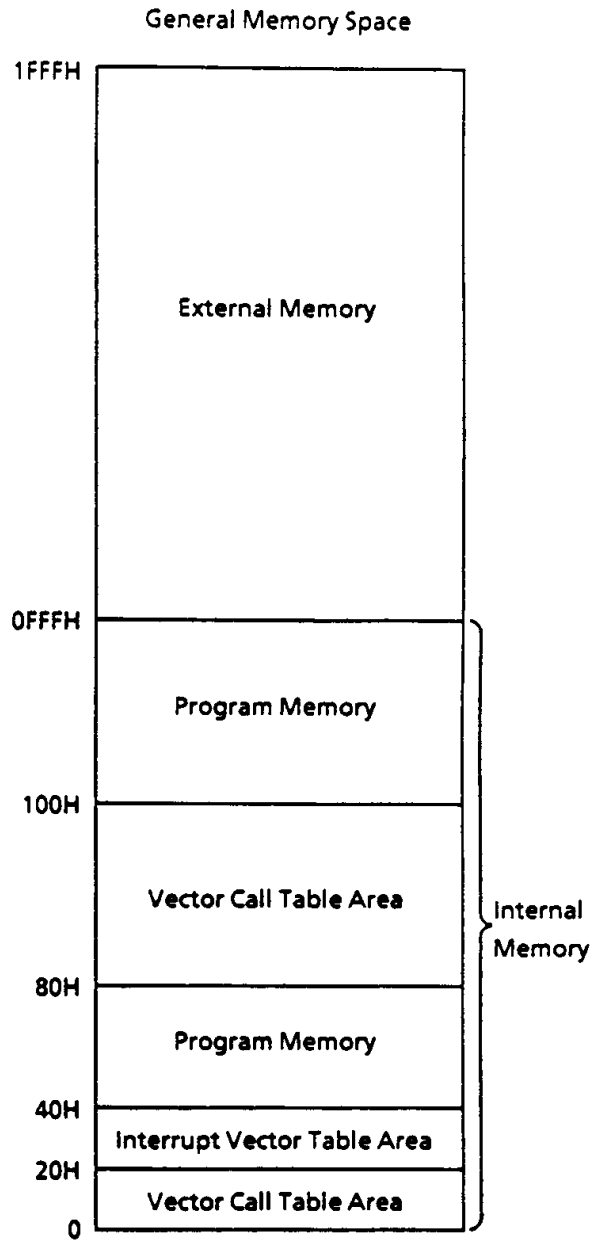 General Memory Space
1FFFH
External Memory
0FFFH
Program Memory
100H
Vector Call Table Area
Internal
Memory
80H
Program Memory
40H
Interrupt Vector Table Area
20H
Vector Call Table Area
0